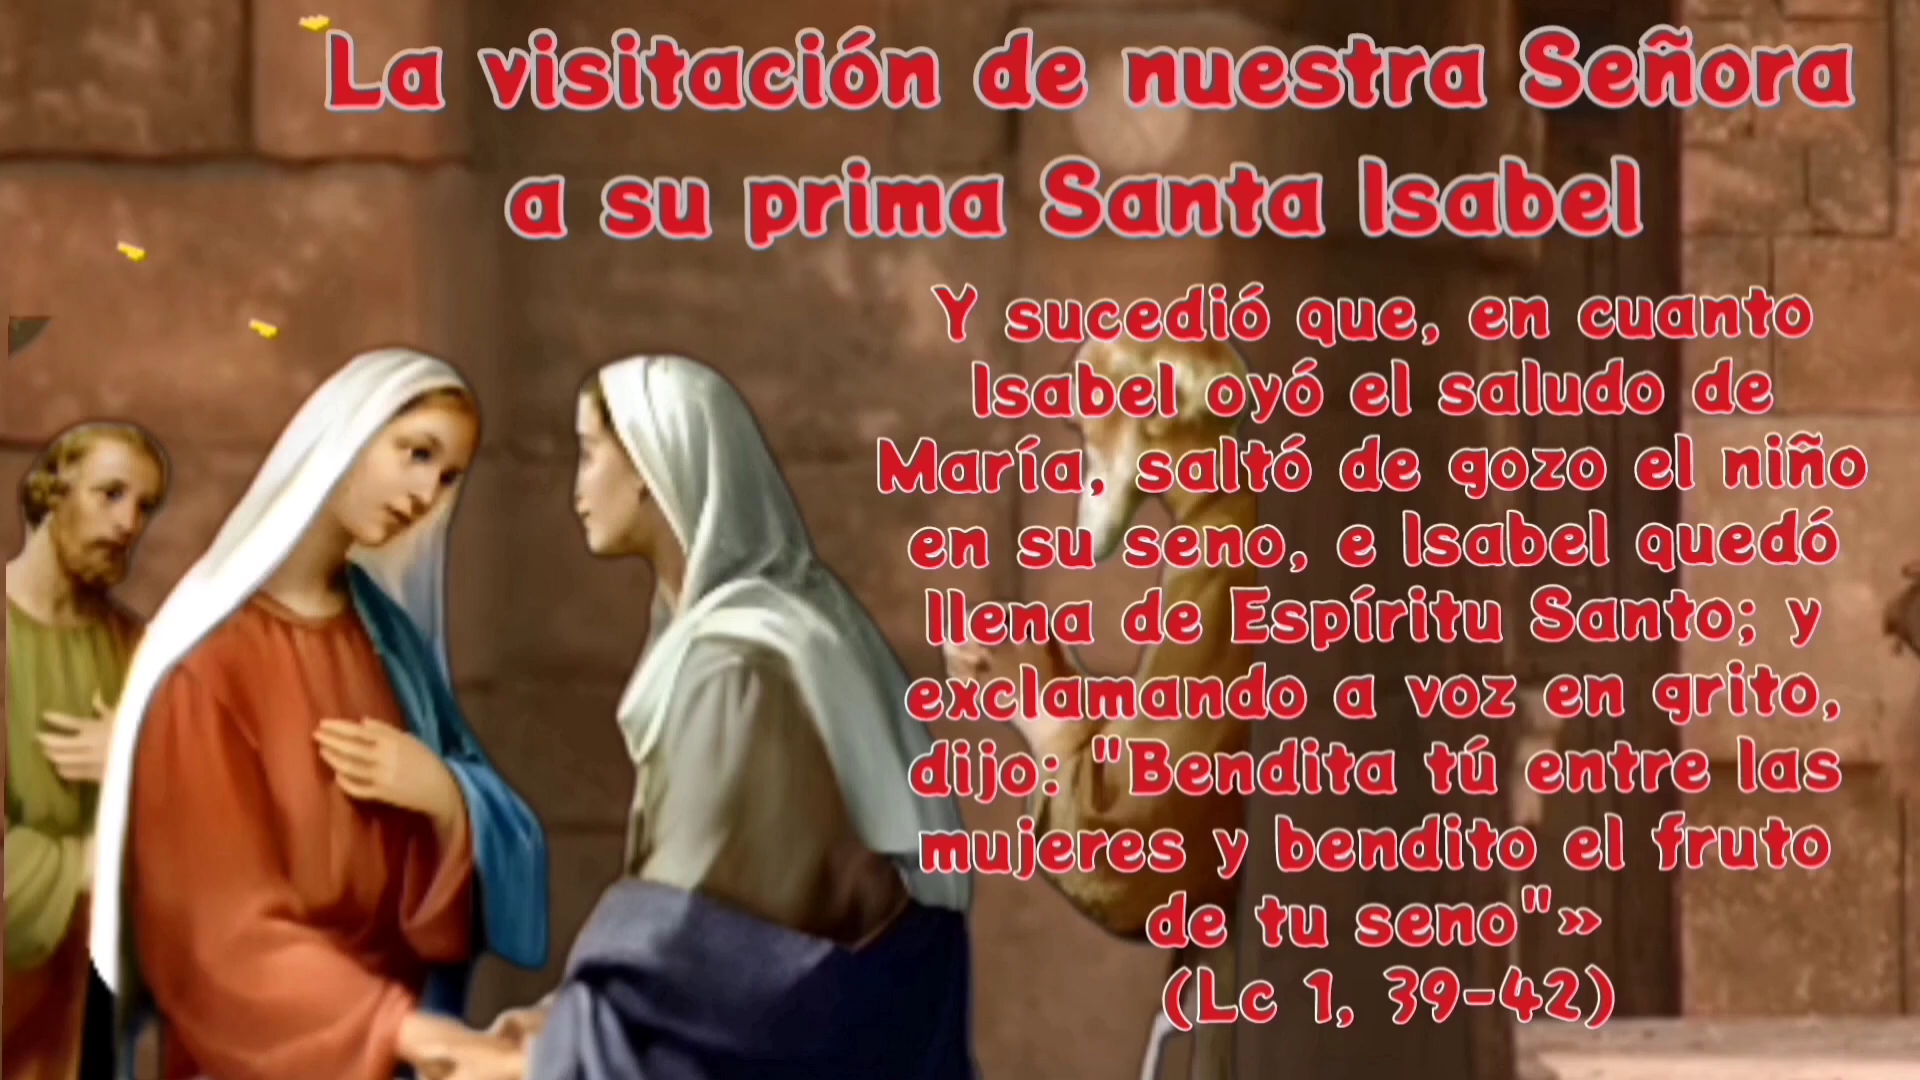 La visitación de nuestra Señora
a su prima Santa Isabel
Y sucedió que, en cuanto
Isabel oyó el saludo de
María, saltó de gozo el niño
en su seno, e Isabel quedó
llena de Espíritu Santo; y
exclamando a voz en grito,
dijo: "Bendita tú entre las
mujeres y bendito el fruto
de tu seno"»
(Lc 1, 39-42)